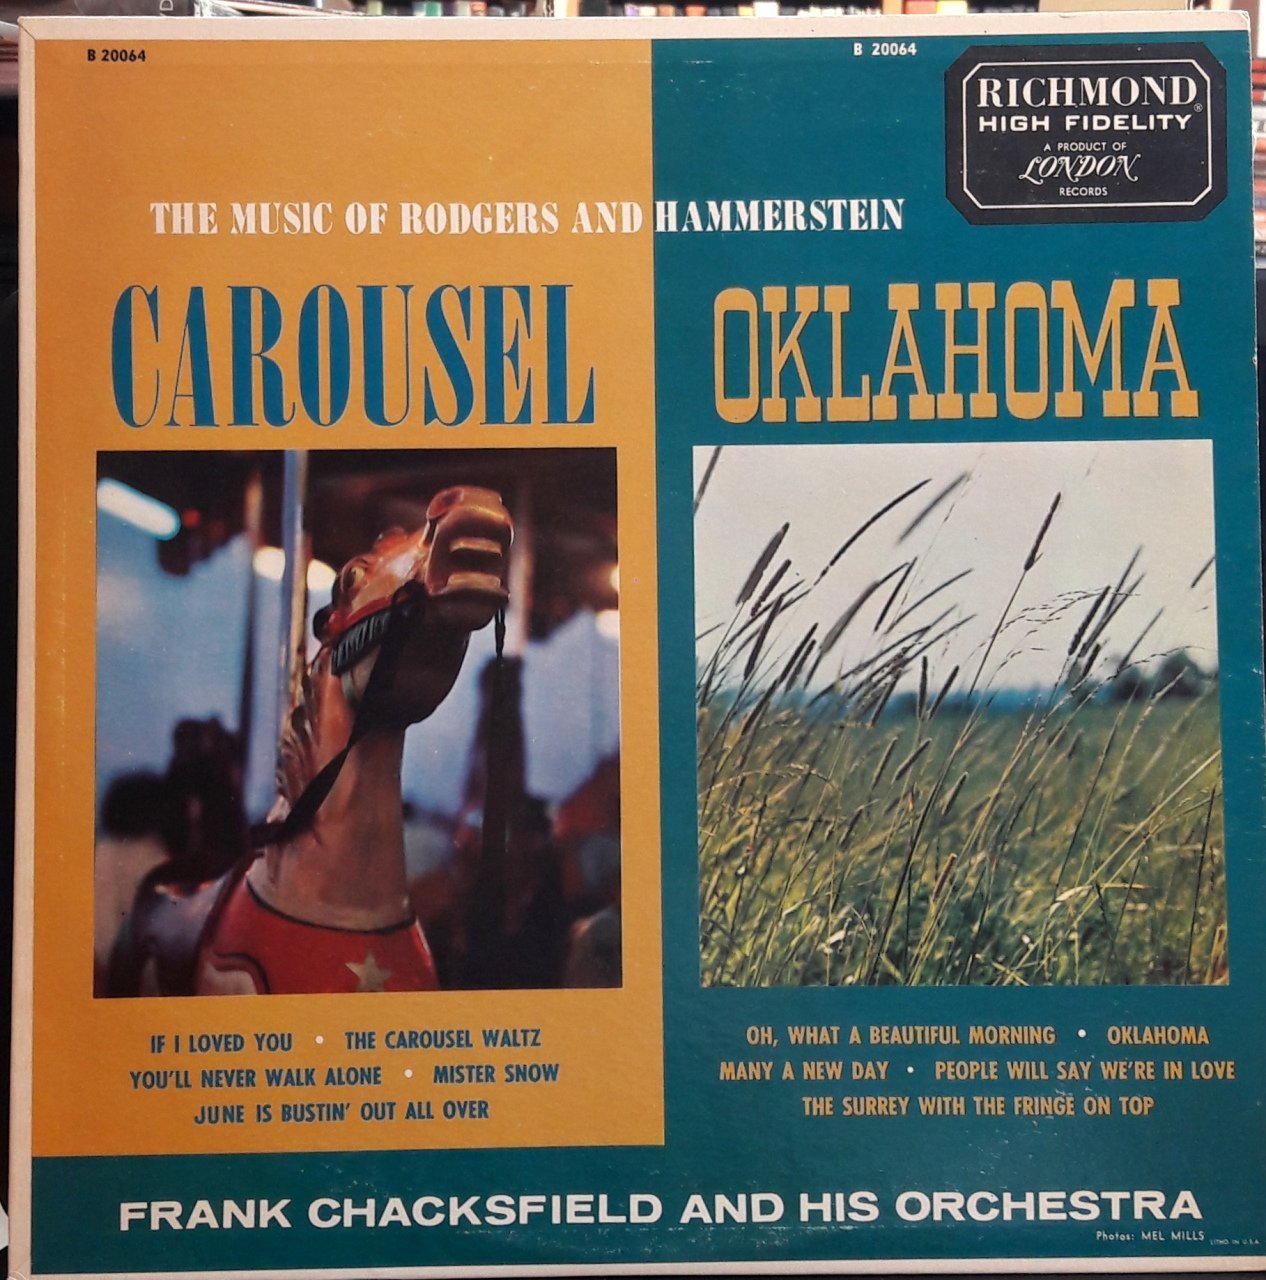 B 20064
B 20064
RICHMOND®
HIGH FIDELITY
A PRODUCT OF
LONDON
RECORDS
THE MUSIC OF RODGERS AND HAMMERSTEIN
CAROUSEL
OKLAHOMA
IF I LOVED YOU • THE CAROUSEL WALTZ
YOU'LL NEVER WALK ALONE • MISTER SNOW
JUNE IS BUSTIN' OUT ALL OVER
OH, WHAT A BEAUTIFUL MORNING • OKLAHOMA
MANY A NEW DAY • PEOPLE WILL SAY WE'RE IN LOVE
THE SURREY WITH THE FRINGE ON TOP
FRANK CHACKSFIELD AND HIS ORCHESTRA
Photos: MEL MILLS
LITHO. IN U.S.A.